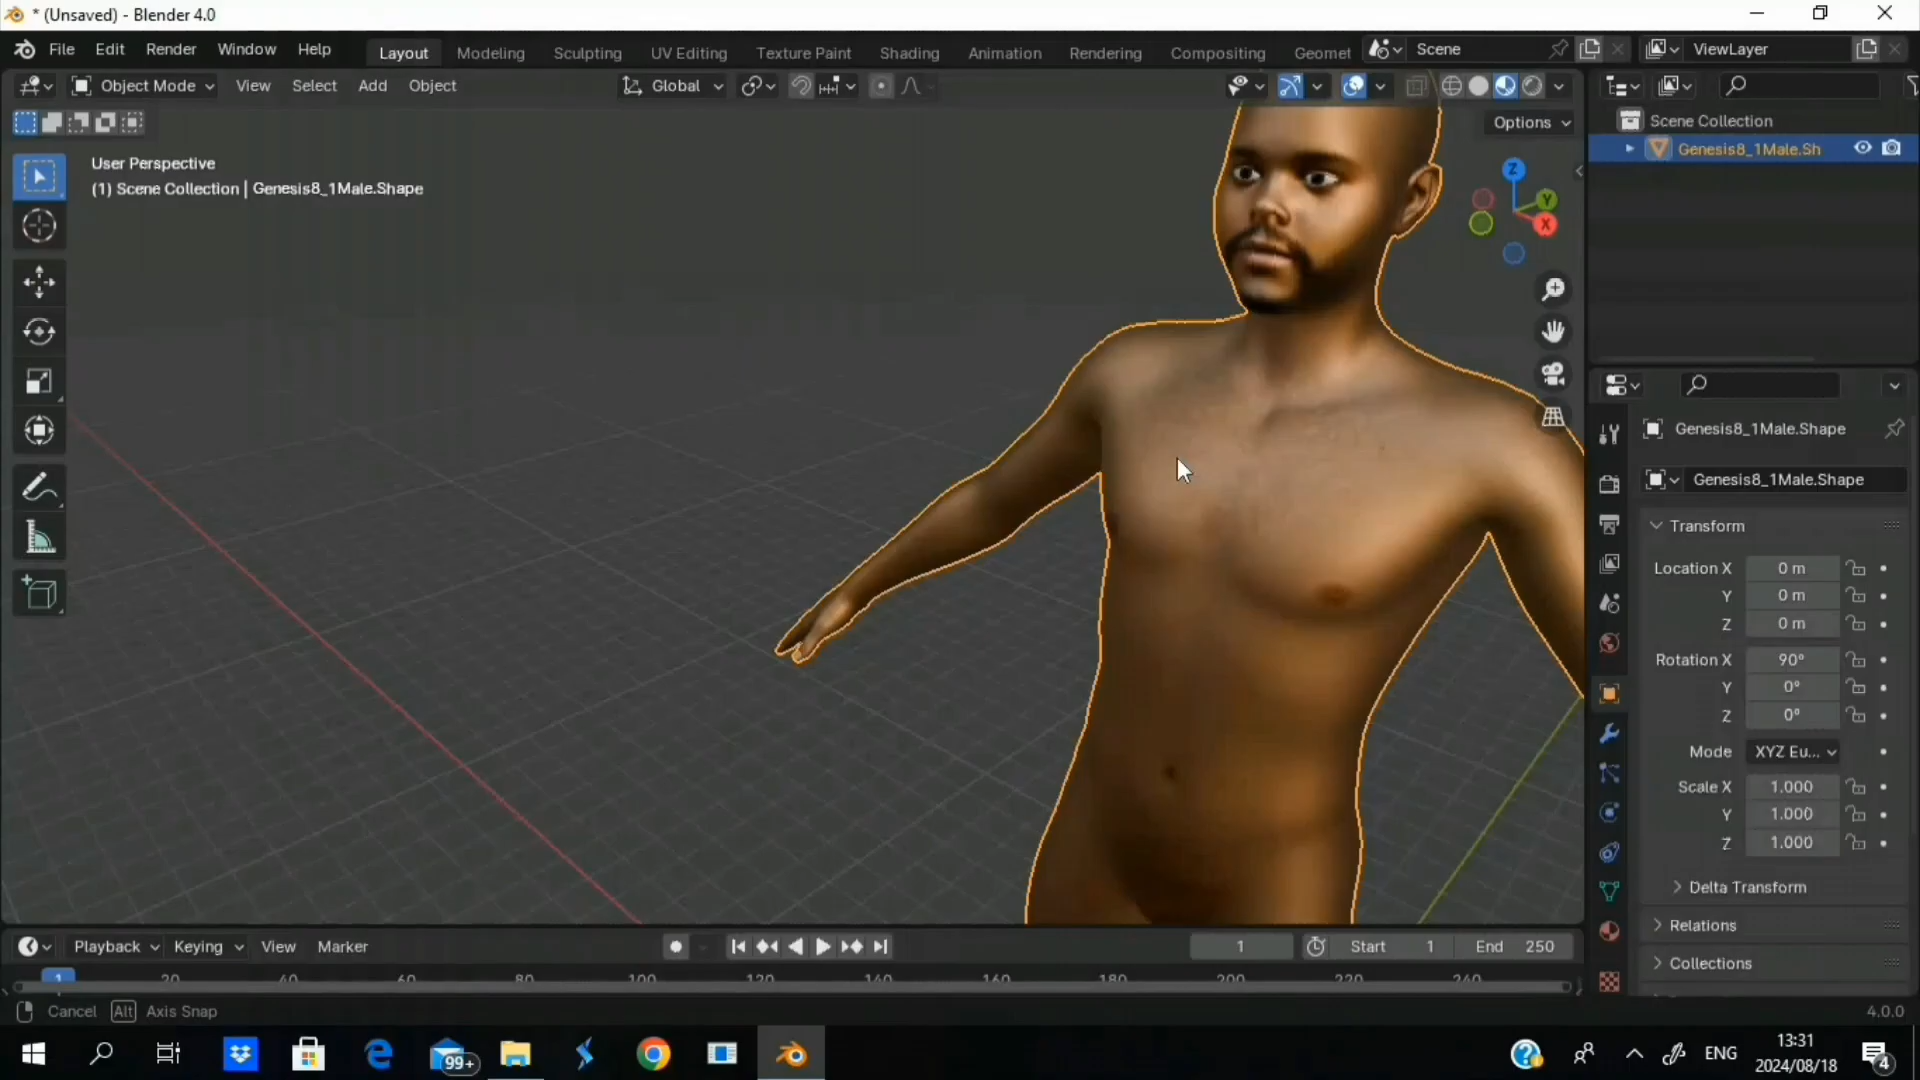 * (Unsaved) - Blender 4.0
File Edit Render Window Help Layout Modeling Sculpting UV Editing Texture Paint Shading Animation Rendering Compositing Geomet Scene ViewLayer
Object Mode View Select Add Object Global
Options
User Perspective
(1) Scene Collection | Genesis8_1Male.Shape
Z
Y
X
Scene Collection
Genesis8_1Male.Sh
Genesis8_1Male.Shape
Genesis8_1Male.Shape
Transform
Location X 0 m
Y 0 m
Z 0 m
Rotation X 90°
Y 0°
Z 0°
Mode XYZ Eu...
Scale X 1.000
Y 1.000
Z 1.000
Delta Transform
Relations
Collections
Playback Keying View Marker 1 Start 1 End 250
1 20 40 60 80 100 120 140 160 180 200 220 240
Cancel Alt Axis Snap 4.0.0
99+ ENG 13:31
2024/08/18 4